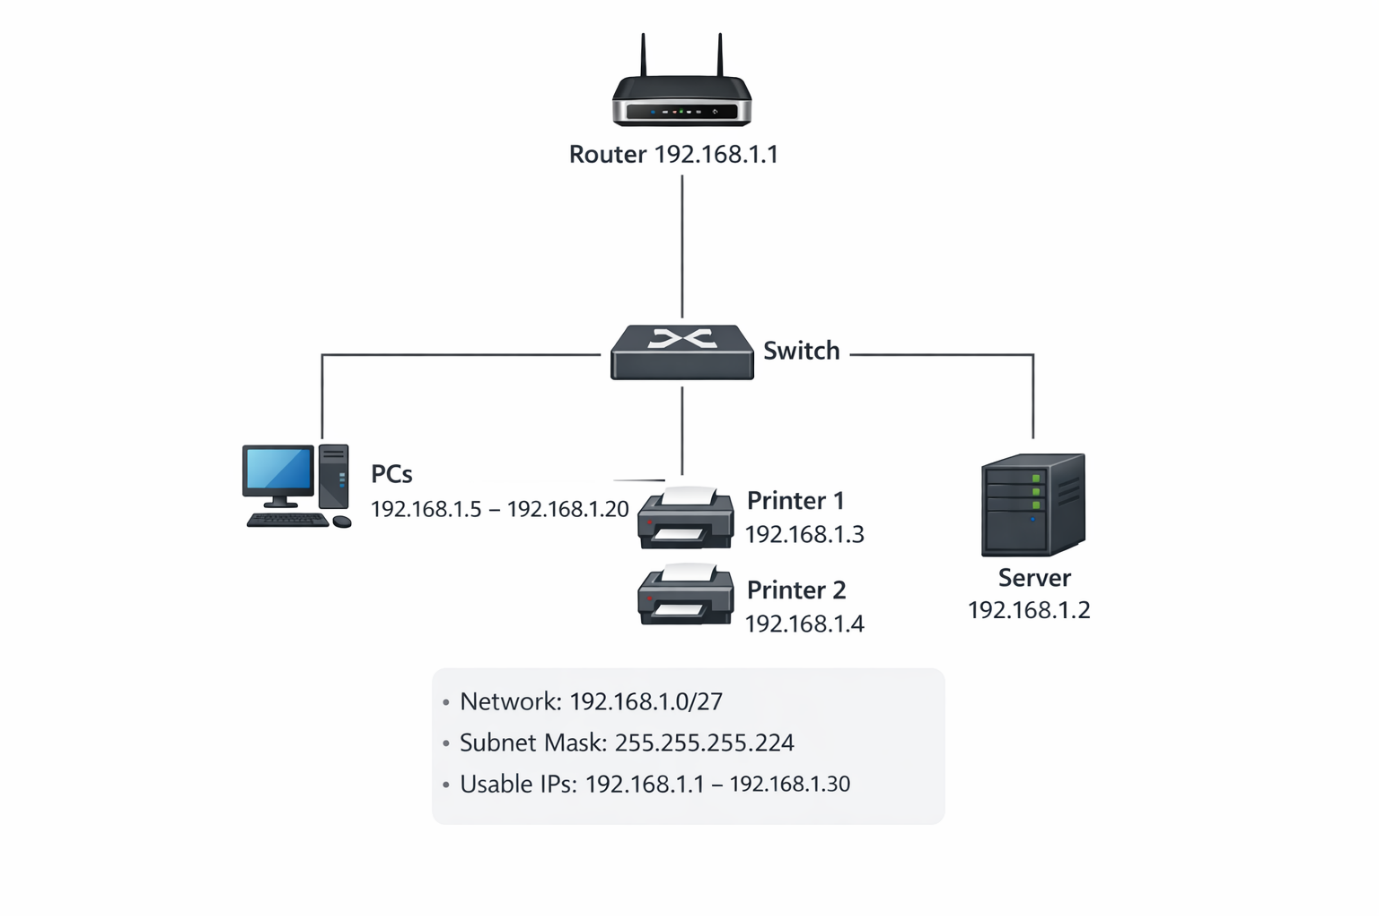 Router 192.168.1.1
Switch
PCs
192.168.1.5 – 192.168.1.20
Printer 1
192.168.1.3
Printer 2
192.168.1.4
Server
192.168.1.2
• Network: 192.168.1.0/27
• Subnet Mask: 255.255.255.224
• Usable IPs: 192.168.1.1 – 192.168.1.30